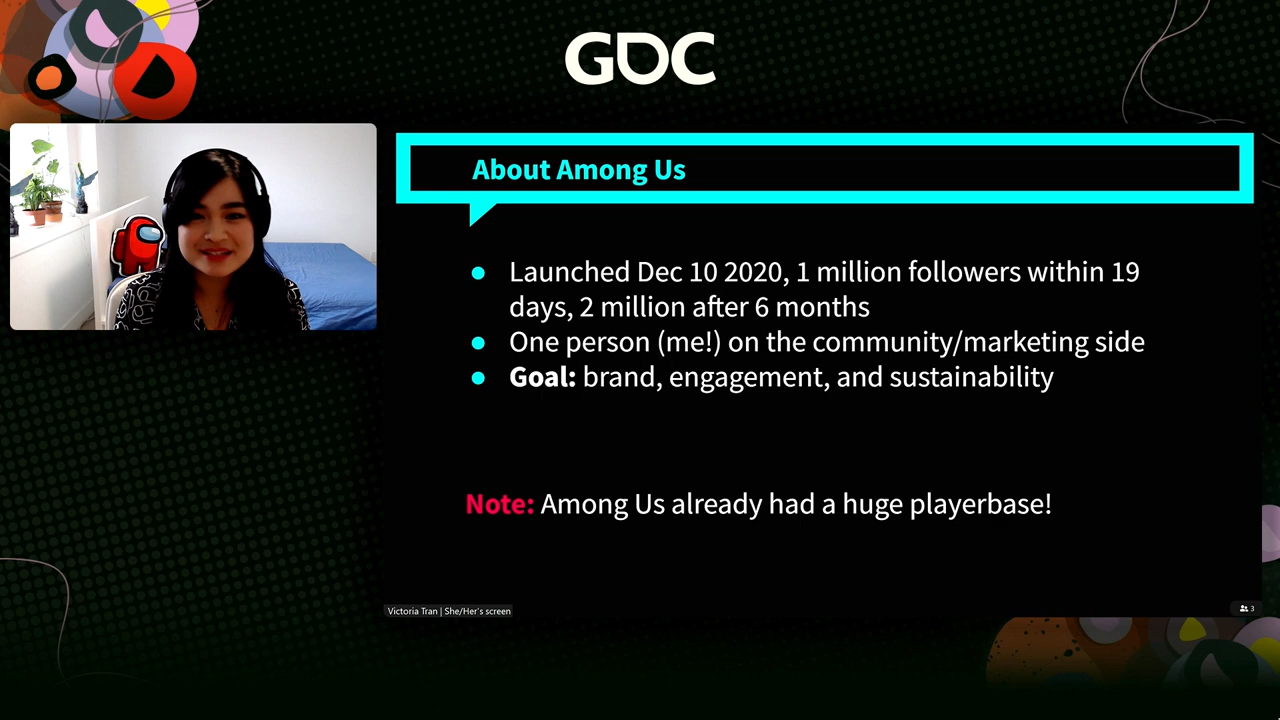 GDC
About Among Us
● Launched Dec 10 2020, 1 million followers within 19
days, 2 million after 6 months
● One person (me!) on the community/marketing side
● Goal: brand, engagement, and sustainability
Note: Among Us already had a huge playerbase!
Victoria Tran | She/Her's screen
3